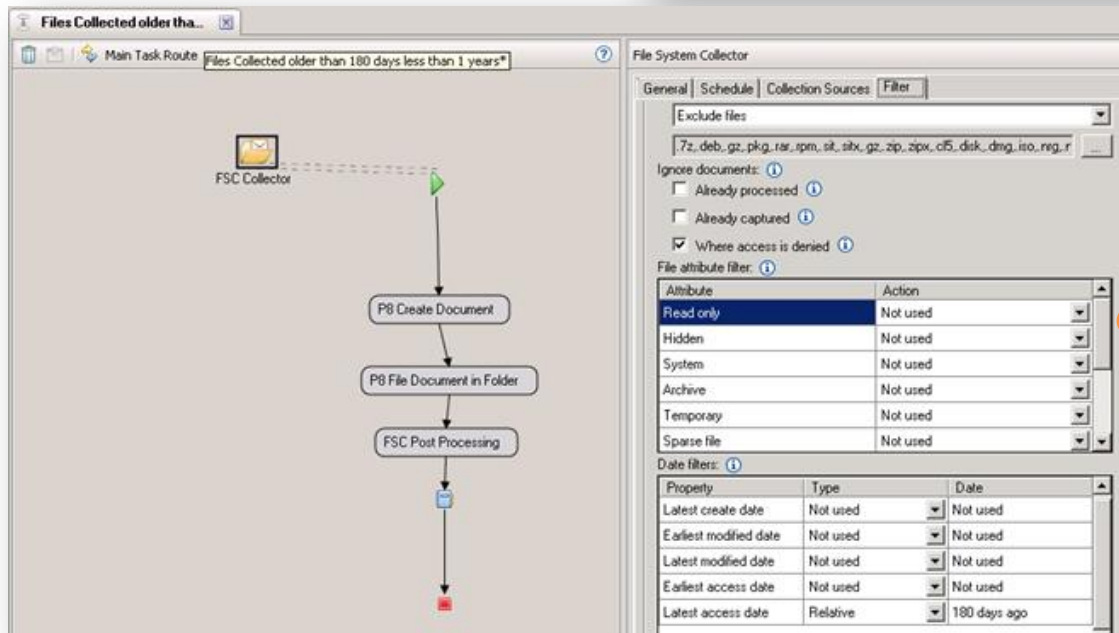 Files Collected older tha...
Main Task Route
Files Collected older than 180 days less than 1 years*
FSC Collector
P8 Create Document
P8 File Document in Folder
FSC Post Processing
File System Collector
General Schedule Collection Sources Filter
Exclude files
.7z,.deb,.gz,.pkg,.rar,.rpm,.sit,.sitx,.gz,.zip,.zipx,.cl5,.disk,.dmg,.iso,.nrg,.r
...
Ignore documents:
Already processed
Already captured
Where access is denied
File attribute filter:
Attribute Action
Read only Not used
Hidden Not used
System Not used
Archive Not used
Temporary Not used
Sparse file Not used
Date filters:
Property Type Date
Latest create date Not used Not used
Earliest modified date Not used Not used
Latest modified date Not used Not used
Earliest access date Not used Not used
Latest access date Relative 180 days ago